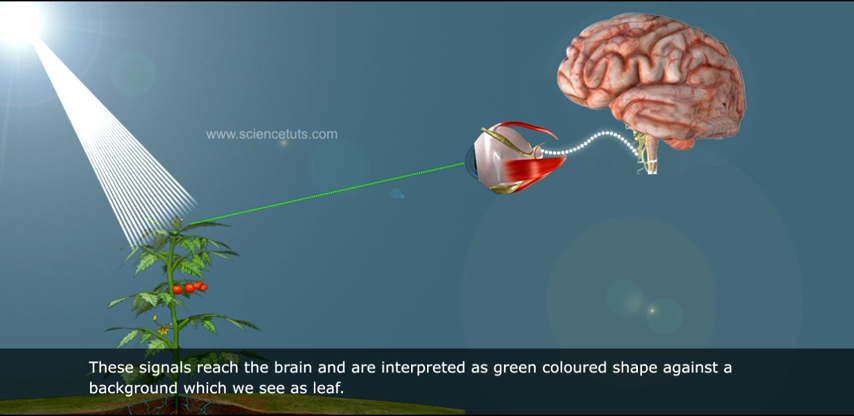 www.sciencetuts.com
These signals reach the brain and are interpreted as green coloured shape against a
background which we see as leaf.